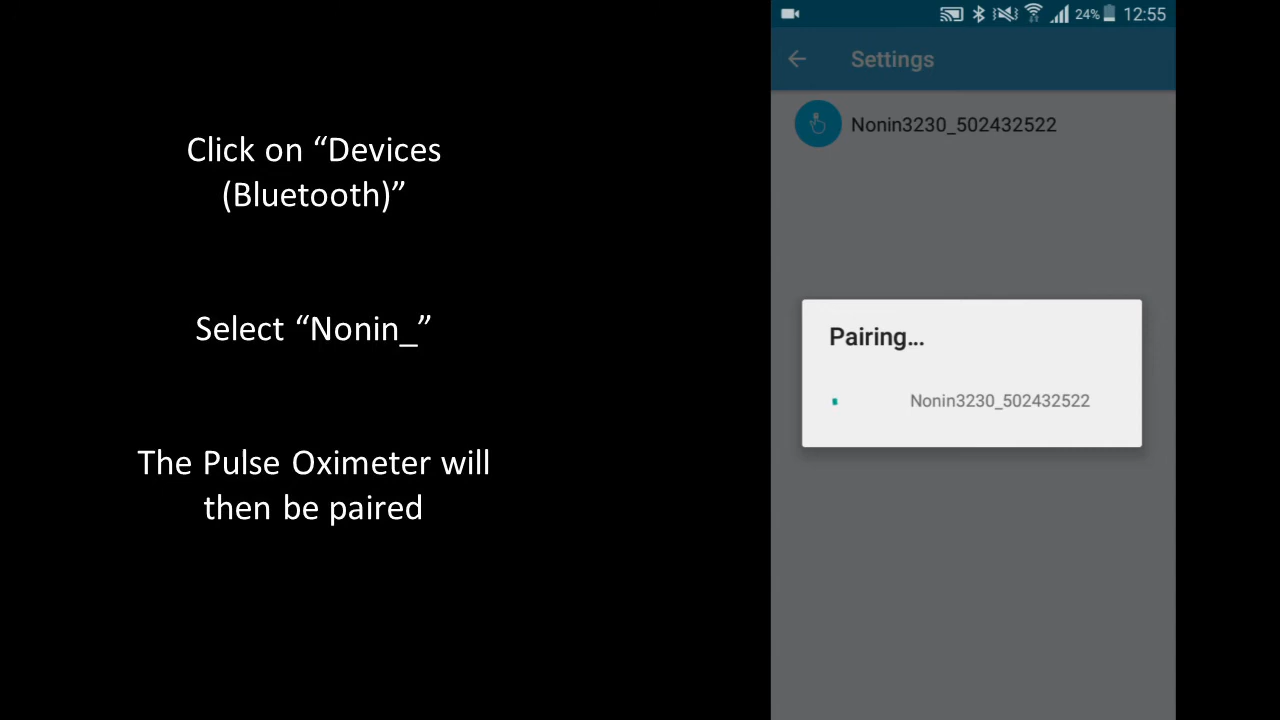 Click on “Devices
(Bluetooth)”
Select “Nonin_”
The Pulse Oximeter will
then be paired
24% 12:55
Settings
Nonin3230_502432522
Pairing...
Nonin3230_502432522